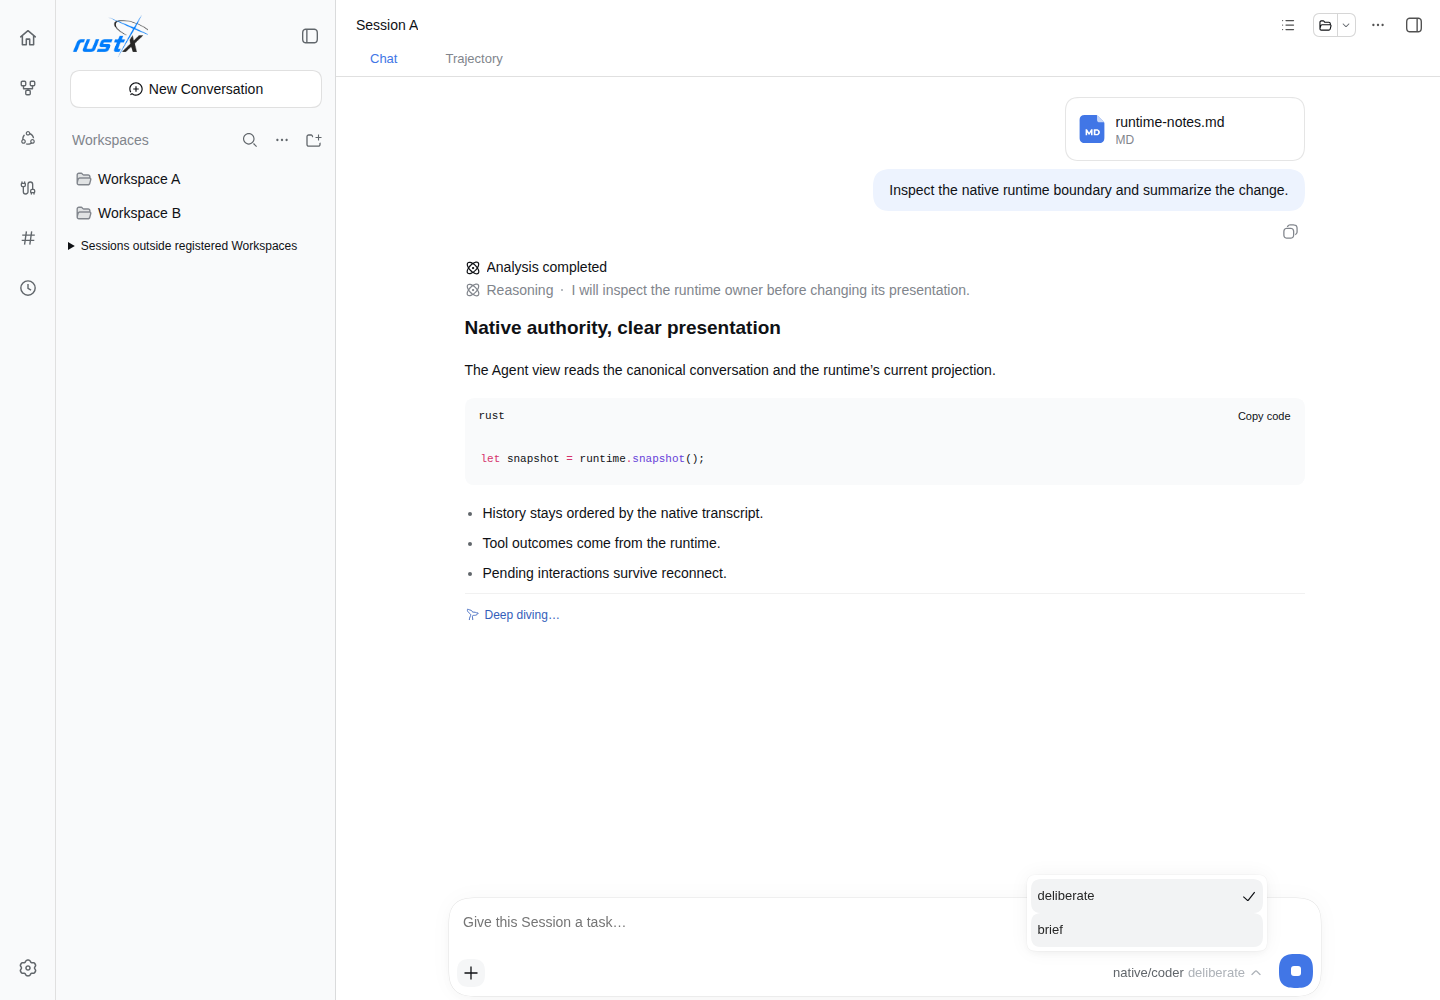 rustX
Session A
Chat
Trajectory
New Conversation
Workspaces
Workspace A
Workspace B
Sessions outside registered Workspaces
MD
runtime-notes.md
MD
Inspect the native runtime boundary and summarize the change.
Analysis completed
Reasoning · I will inspect the runtime owner before changing its presentation.
Native authority, clear presentation
The Agent view reads the canonical conversation and the runtime’s current projection.
rust
Copy code
let snapshot = runtime.snapshot();
• History stays ordered by the native transcript.
• Tool outcomes come from the runtime.
• Pending interactions survive reconnect.
Deep diving…
deliberate
brief
Give this Session a task…
native/coder deliberate